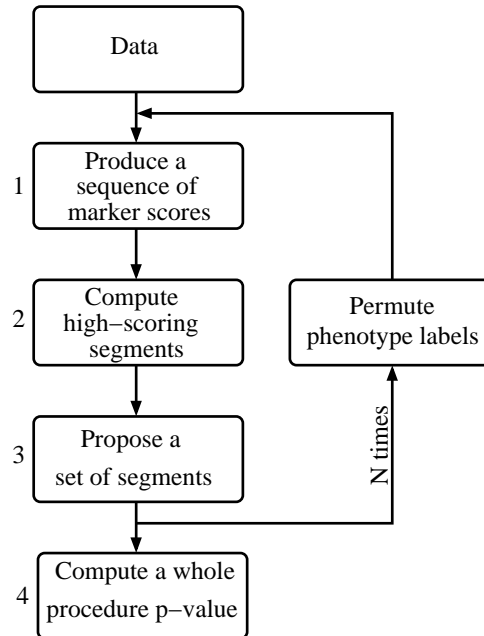 Data
1
Produce a
sequence of
marker scores
2
Compute
high−scoring
segments
Permute
phenotype labels
3
Propose a
set of segments
N times
4
Compute a whole
procedure p−value